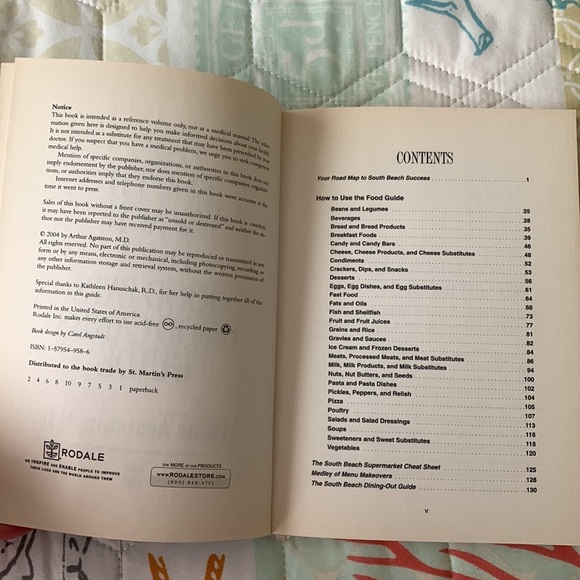 Notice
This book is intended as a reference volume only, not as a medical manual. The infor-
mation given here is designed to help you make informed decisions about your health.
It is not intended as a substitute for any treatment that may have been prescribed by your
doctor. If you suspect that you have a medical problem, we urge you to seek competent
medical help.
Mention of specific companies, organizations, or authorities in this book does not
imply endorsement by the publisher, nor does mention of specific companies, organiza-
tions, or authorities imply that they endorse this book.
Internet addresses and telephone numbers given in this book were accurate at the
time it went to press.
Sales of this book without a front cover may be unauthorized. If this book is coverless,
it may have been reported to the publisher as "unsold or destroyed" and neither the au-
thor nor the publisher may have received payment for it.
© 2004 by Arthur Agatston, M.D.
All rights reserved. No part of this publication may be reproduced or transmitted in any
form or by any means, electronic or mechanical, including photocopying, recording, or
any other information storage and retrieval system, without the written permission of
the publisher.
Special thanks to Kathleen Hanuschak, R.D., for her help in putting together all of the
information in this guide.
Printed in the United States of America
Rodale Inc. makes every effort to use acid-free, recycled paper
Book design by Carol Angstadt
ISBN: 1-57954-958-6
Distributed to the book trade by St. Martin's Press
2 4 6 8 10 9 7 5 3 1 paperback
RODALE
WE INSPIRE AND ENABLE PEOPLE TO IMPROVE
THEIR LIVES AND THE WORLD AROUND THEM
FOR MORE OF OUR PRODUCTS
WWW.RODALESTORE.COM
(800) 848-4735
CONTENTS
Your Road Map to South Beach Success 1
How to Use the Food Guide
Beans and Legumes 25
Beverages 28
Bread and Bread Products 35
Breakfast Foods 39
Candy and Candy Bars 46
Cheese, Cheese Products, and Cheese Substitutes 48
Condiments 52
Crackers, Dips, and Snacks 53
Desserts 56
Eggs, Egg Dishes, and Egg Substitutes 61
Fast Food 64
Fats and Oils 68
Fish and Shellfish 73
Fruit and Fruit Juices 77
Grains and Rice 81
Gravies and Sauces 82
Ice Cream and Frozen Desserts 84
Meats, Processed Meats, and Meat Substitutes 86
Milk, Milk Products, and Milk Substitutes 94
Nuts, Nut Butters, and Seeds 100
Pasta and Pasta Dishes 102
Pickles, Peppers, and Relish 104
Pizza 105
Poultry 107
Salads and Salad Dressings 113
Soups 116
Sweeteners and Sweet Substitutes 118
Vegetables 120
The South Beach Supermarket Cheat Sheet 125
Medley of Menu Makeovers 128
The South Beach Dining-Out Guide 130
v